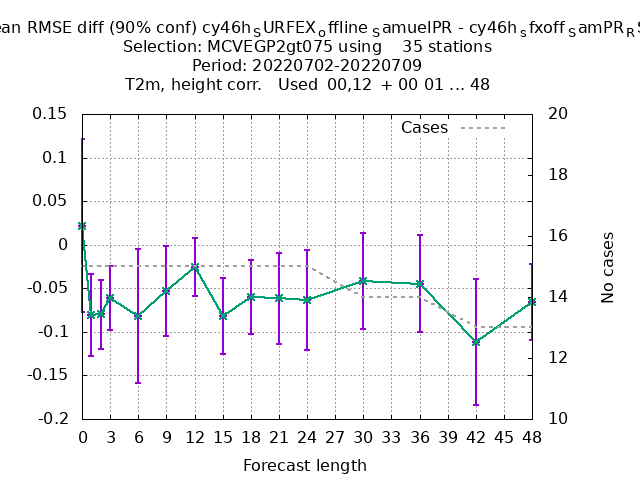 ean RMSE diff (90% conf) cy46h_SURFEX_offline_SamuelPR - cy46h_sfxoff_SamPR_RS
Selection: MCVEGP2gt075 using 35 stations
Period: 20220702-20220709
T2m, height corr. Used 00,12 + 00 01 ... 48
Cases
0.15
0.1
0.05
0
-0.05
-0.1
-0.15
-0.2
20
18
16
14
12
10
No cases
0 3 6 9 12 15 18 21 24 27 30 33 36 39 42 45 48
Forecast length